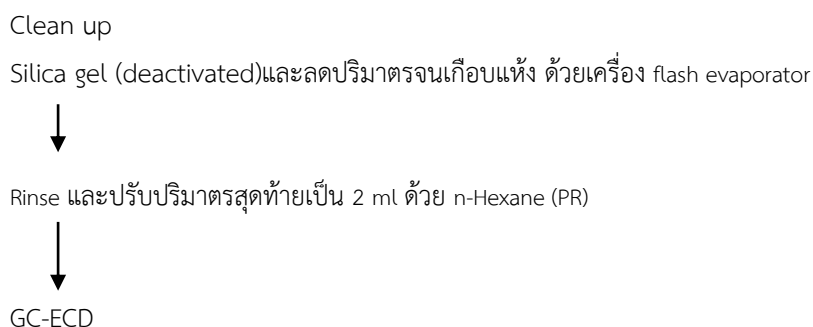 Clean up
Silica gel (deactivated)และลดปริมาตรจนเกือบแห้ง ด้วยเครื่อง flash evaporator
Rinse และปรับปริมาตรสุดท้ายเป็น 2 ml ด้วย n-Hexane (PR)
GC-ECD